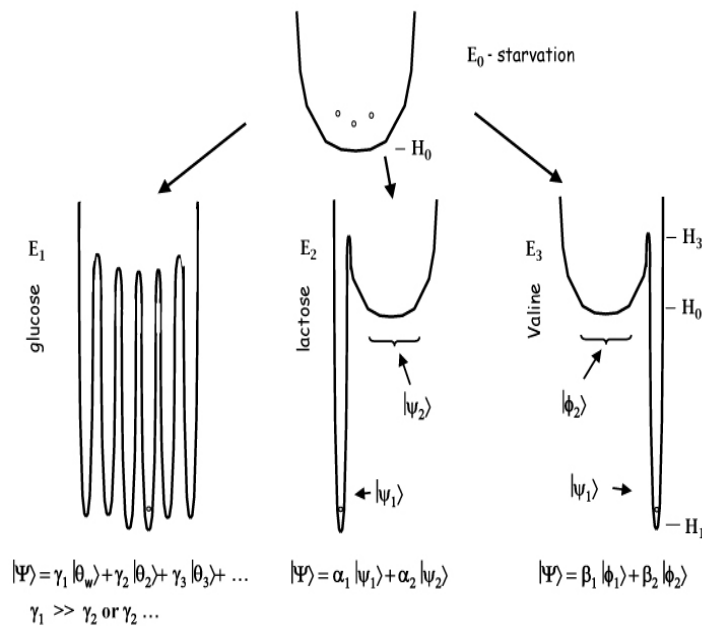 E₀ - starvation
– H₀
E₁
glucose
E₂
lactose
|ψ₂⟩
|ψ₁⟩
E₃
Valine
– H₃
– H₀
|ϕ₂⟩
|ψ₁⟩
– H₁
|Ψ⟩ = γ₁|θ_w⟩ + γ₂|θ₂⟩ + γ₃|θ₃⟩ + ...
γ₁ >> γ₂ or γ₂ ...
|Ψ⟩ = α₁|ψ₁⟩ + α₂|ψ₂⟩
|Ψ⟩ = β₁|ϕ₁⟩ + β₂|ϕ₂⟩